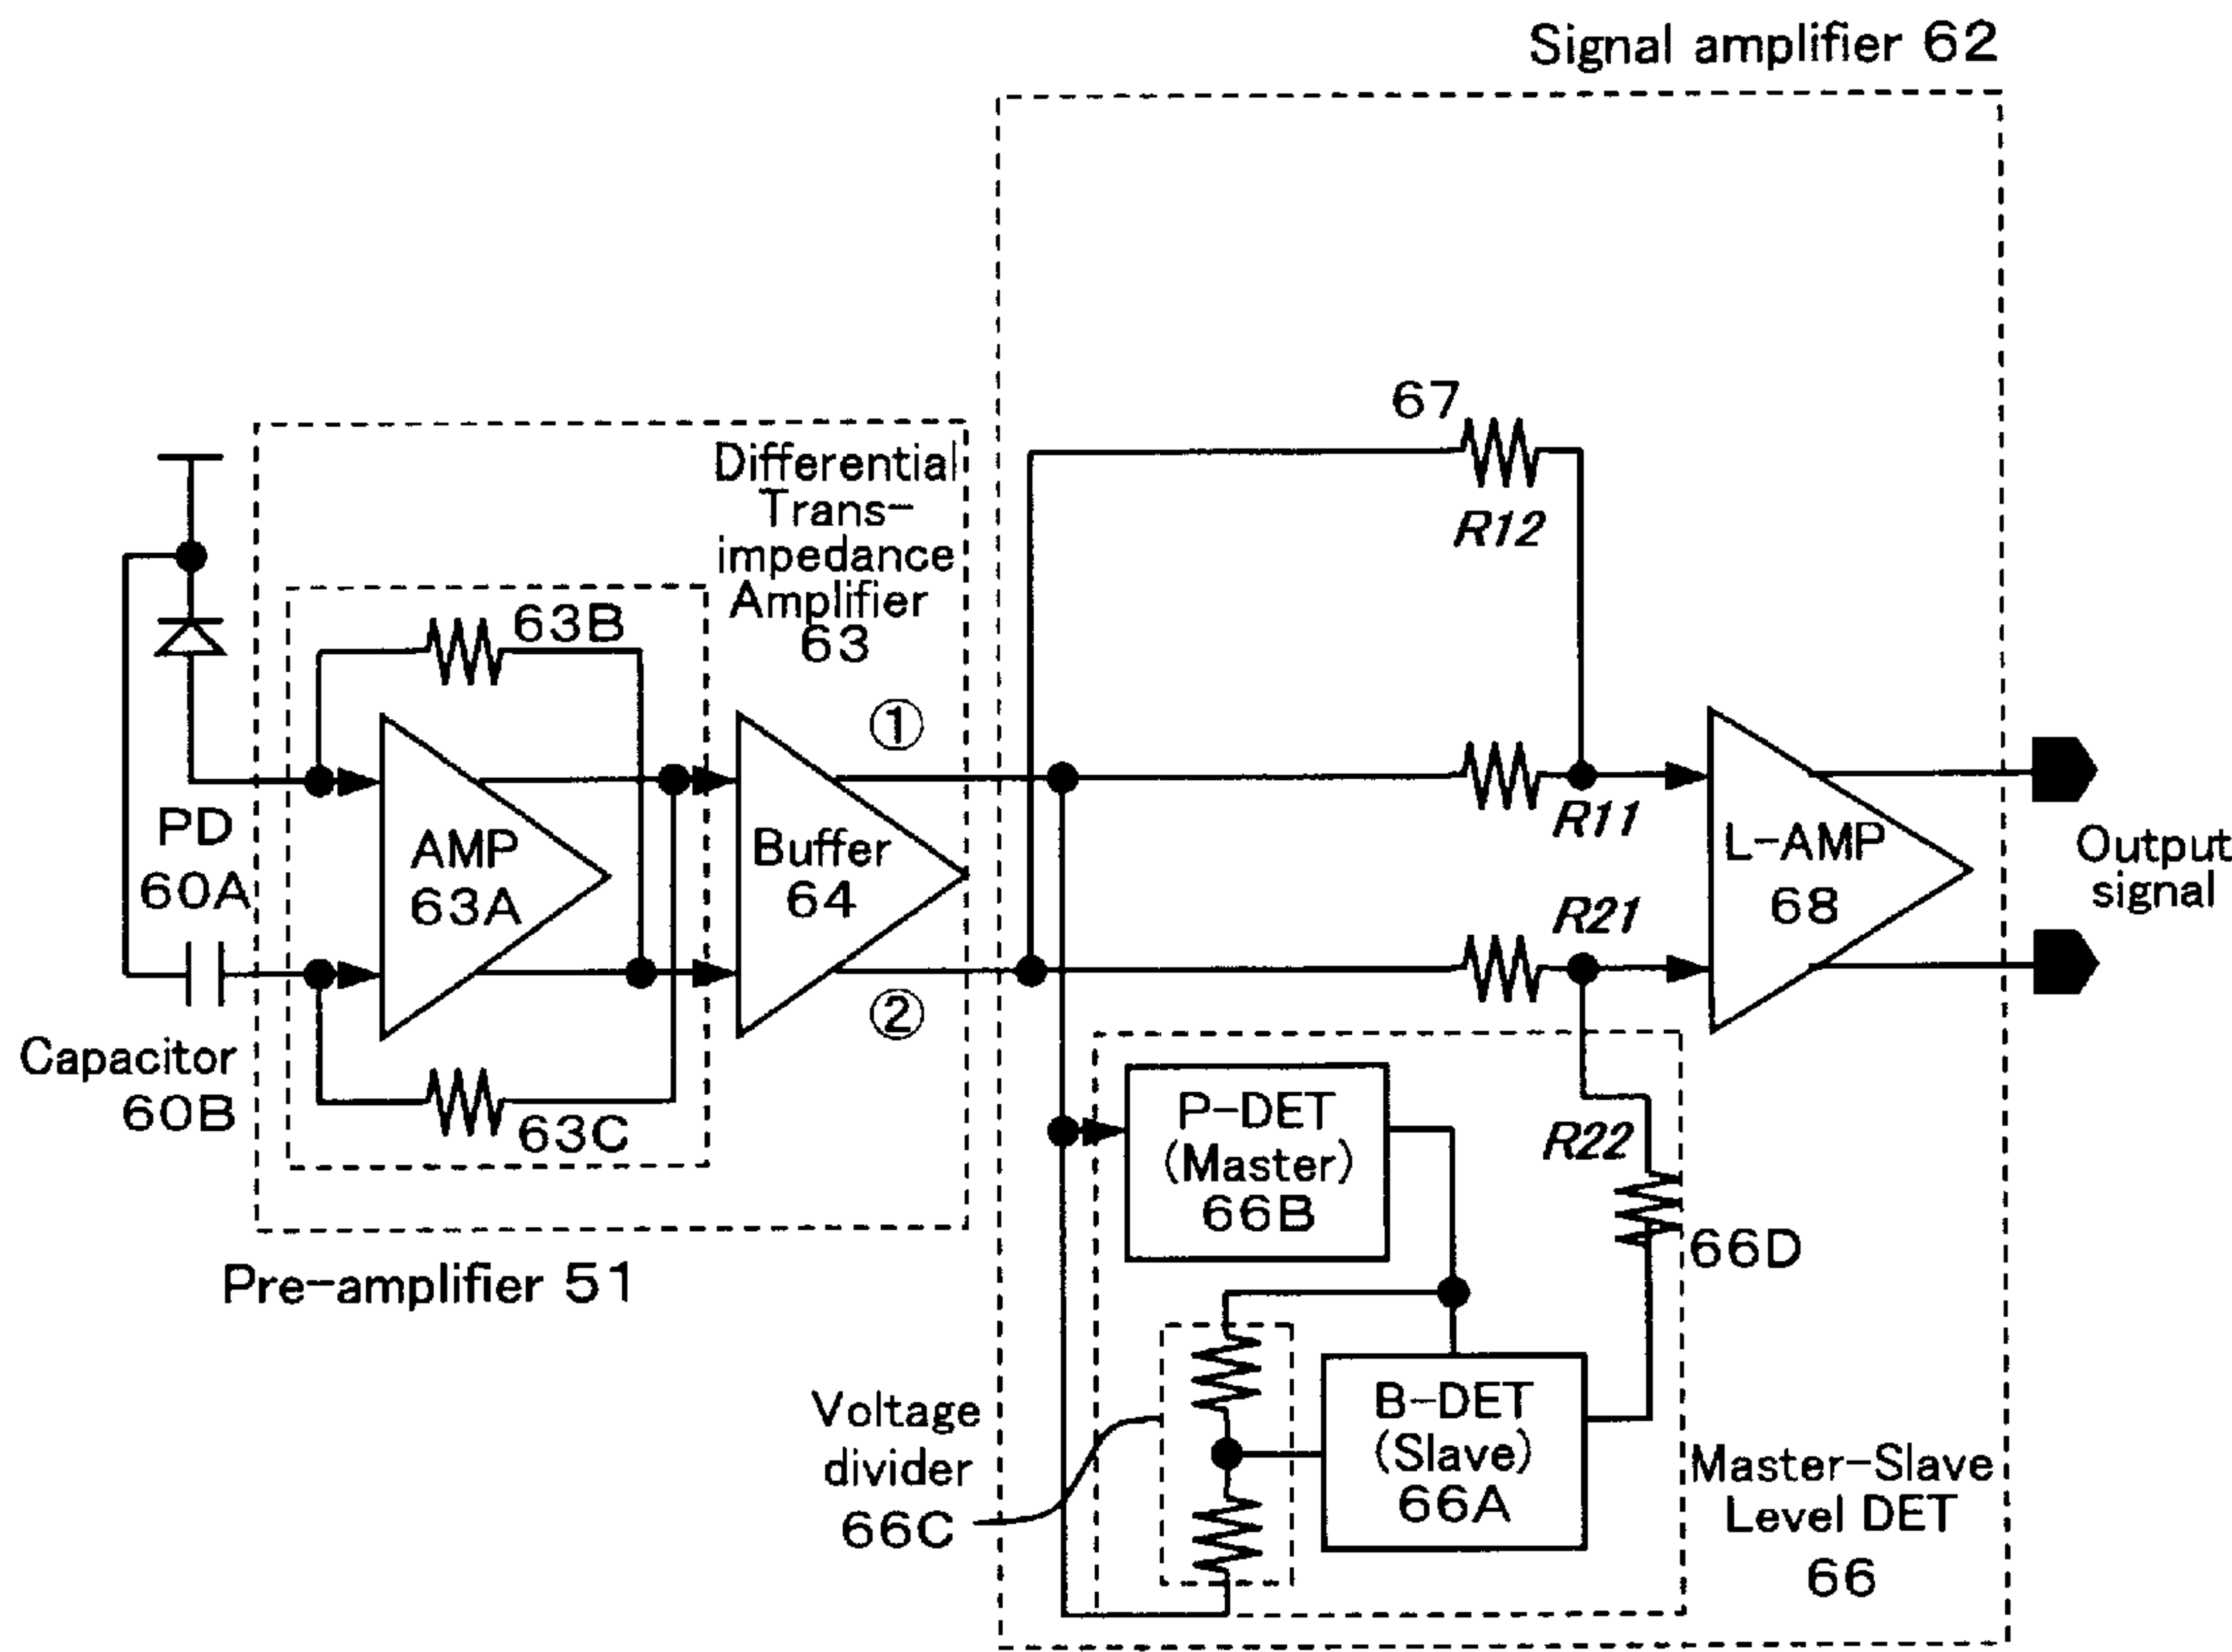 Signal amplifier 62
67
R12
Differential
Trans-
impedance
Amplifier
63
63B
①
PD
60A
AMP
63A
Buffer
64
R11
L-AMP
68
Output
signal
R21
②
Capacitor
60B
63C
P-DET
(Master)
66B
R22
66D
Pre-amplifier 51
Voltage
divider
66C
B-DET
(Slave)
66A
Master-Slave
Level DET
66